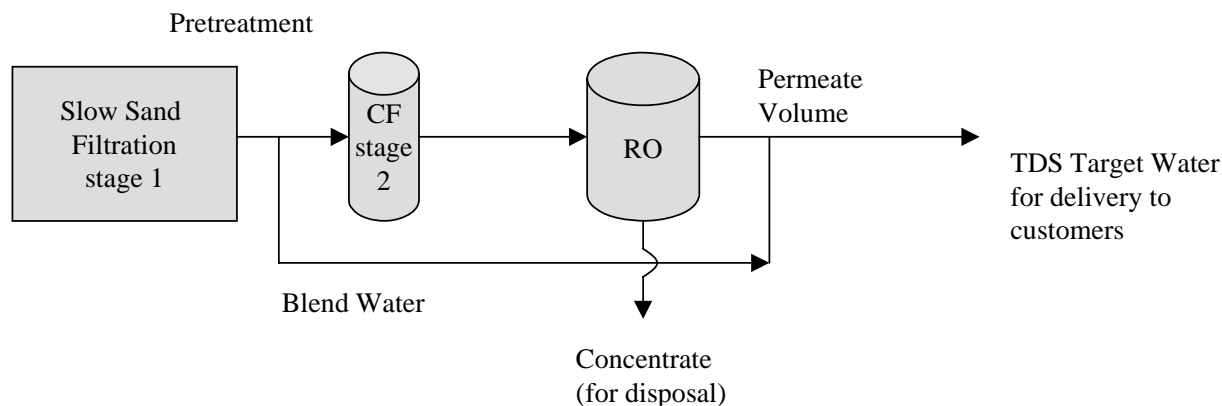 Pretreatment
Slow Sand
Filtration
stage 1
CF
stage
2
RO
Permeate
Volume
TDS Target Water
for delivery to
customers
Blend Water
Concentrate
(for disposal)